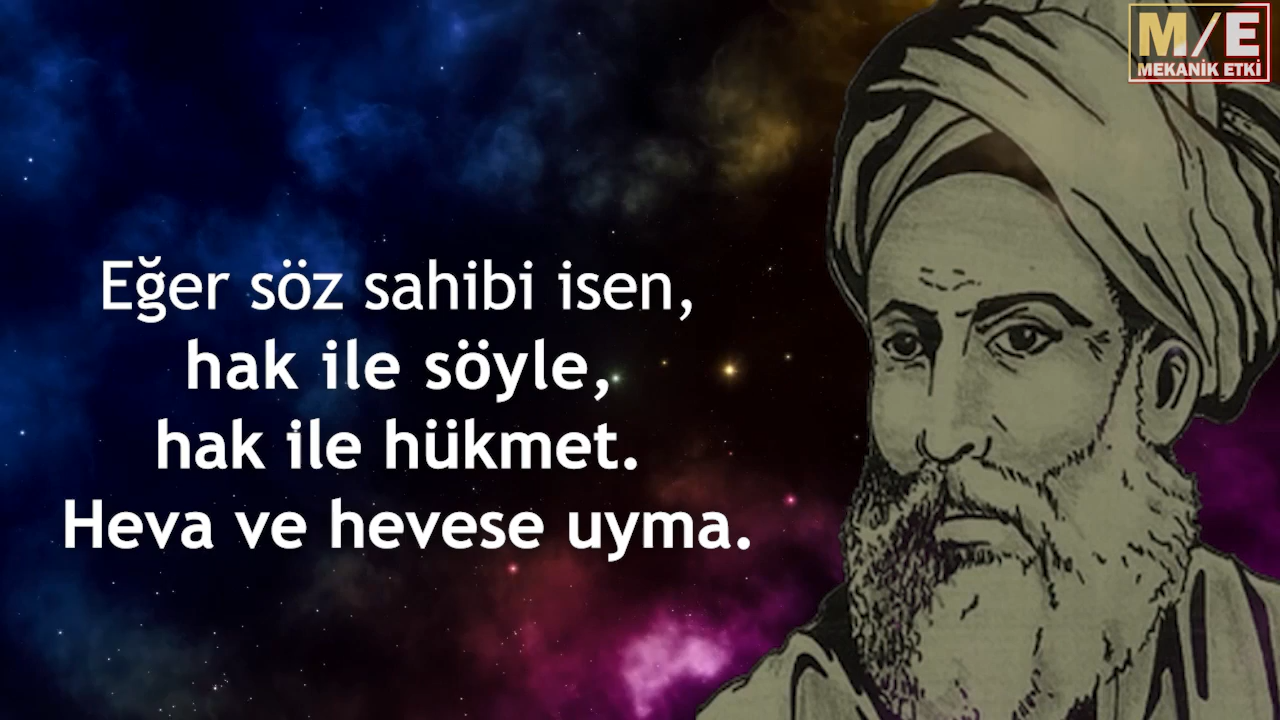 M/E
MEKANİK ETKİ
Eğer söz sahibi isen,
hak ile söyle,
hak ile hükmet.
Heva ve hevese uyma.